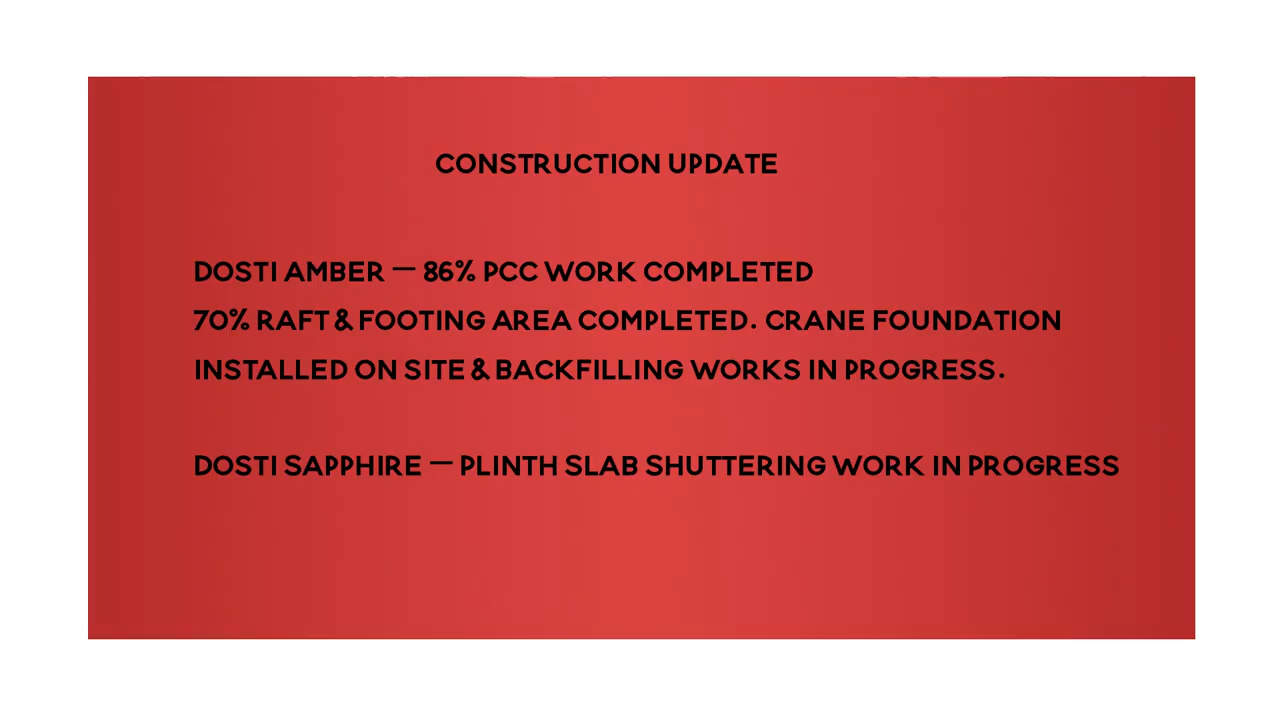 CONSTRUCTION UPDATE
DOSTI AMBER – 86% PCC WORK COMPLETED
70% RAFT & FOOTING AREA COMPLETED. CRANE FOUNDATION
INSTALLED ON SITE & BACKFILLING WORKS IN PROGRESS.
DOSTI SAPPHIRE – PLINTH SLAB SHUTTERING WORK IN PROGRESS